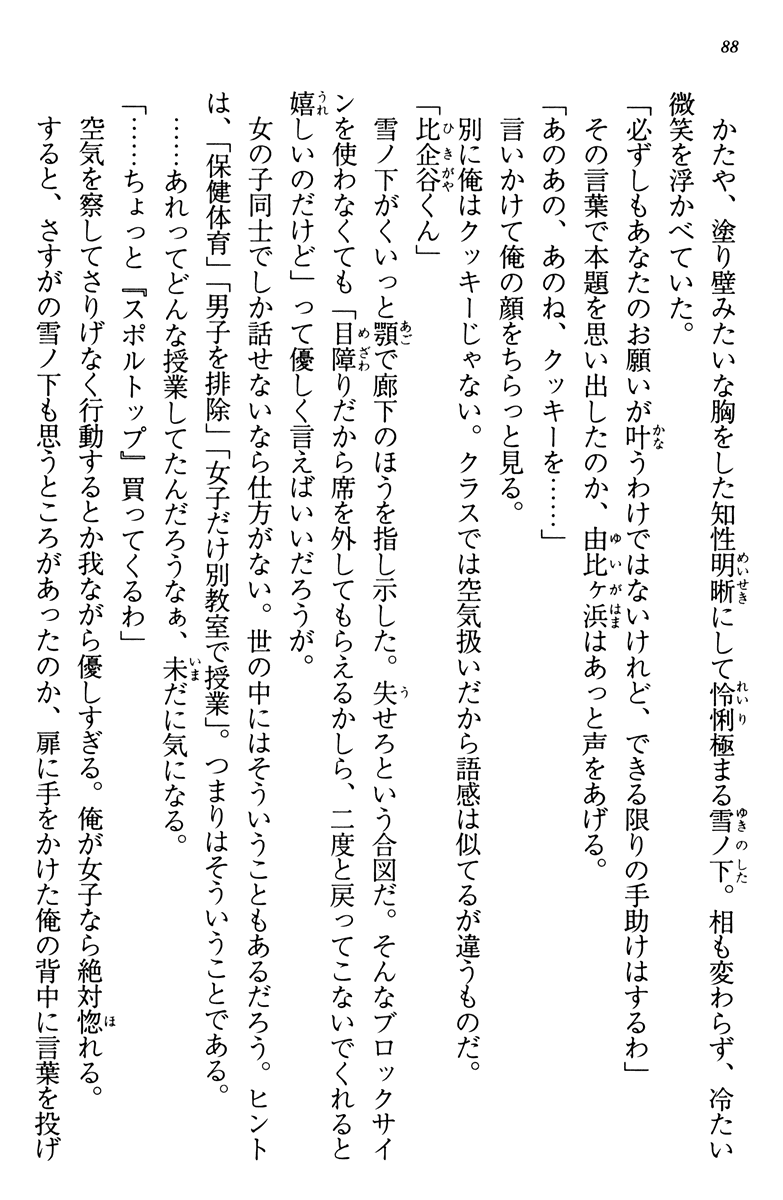 88
かたや、塗り壁みたいな胸をした知性明晰にして怜悧極まる雪ノ下。相も変わらず、冷たい
微笑を浮かべていた。
「必ずしもあなたのお願いが叶うわけではないけれど、できる限りの手助けはするわ」
その言葉で本題を思い出したのか、由比ヶ浜はあっと声をあげる。
「あのあの、あのね、クッキーを……」
言いかけて俺の顔をちらっと見る。
別に俺はクッキーじゃない。クラスでは空気扱いだから語感は似てるが違うものだ。
「比企谷くん」
雪ノ下がくいっと顎で廊下のほうを指し示した。失せろという合図だ。そんなブロックサイ
ンを使わなくても「目障りだから席を外してもらえるかしら、二度と戻ってこないでくれると
嬉しいのだけど」って優しく言えばいいだろうが。
女の子同士でしか話せないなら仕方がない。世の中にはそういうこともあるだろう。ヒント
は、「保健体育」「男子を排除」「女子だけ別教室で授業」。つまりはそういうことである。
……あれってどんな授業してたんだろうなぁ、未だに気になる。
「……ちょっと『スポルトップ』買ってくるわ」
空気を察してさりげなく行動するとか我ながら優しすぎる。俺が女子なら絶対惚れる。
すると、さすがの雪ノ下も思うところがあったのか、扉に手をかけた俺の背中に言葉を投げ